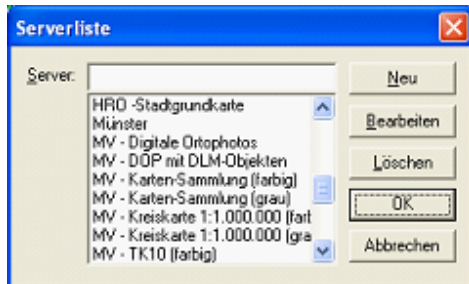 Serverliste
Server:
HRO -Stadtgrundkarte
Münster
MV - Digitale Ortophotos
MV - DOP mit DLM-Objekten
MV - Karten-Sammlung (farbig)
MV - Karten-Sammlung (grau)
MV - Kreiskarte 1:1.000.000 (farb
MV - Kreiskarte 1:1.000.000 (gra
MV - TK10 (farbig)
Neu
Bearbeiten
Löschen
OK
Abbrechen